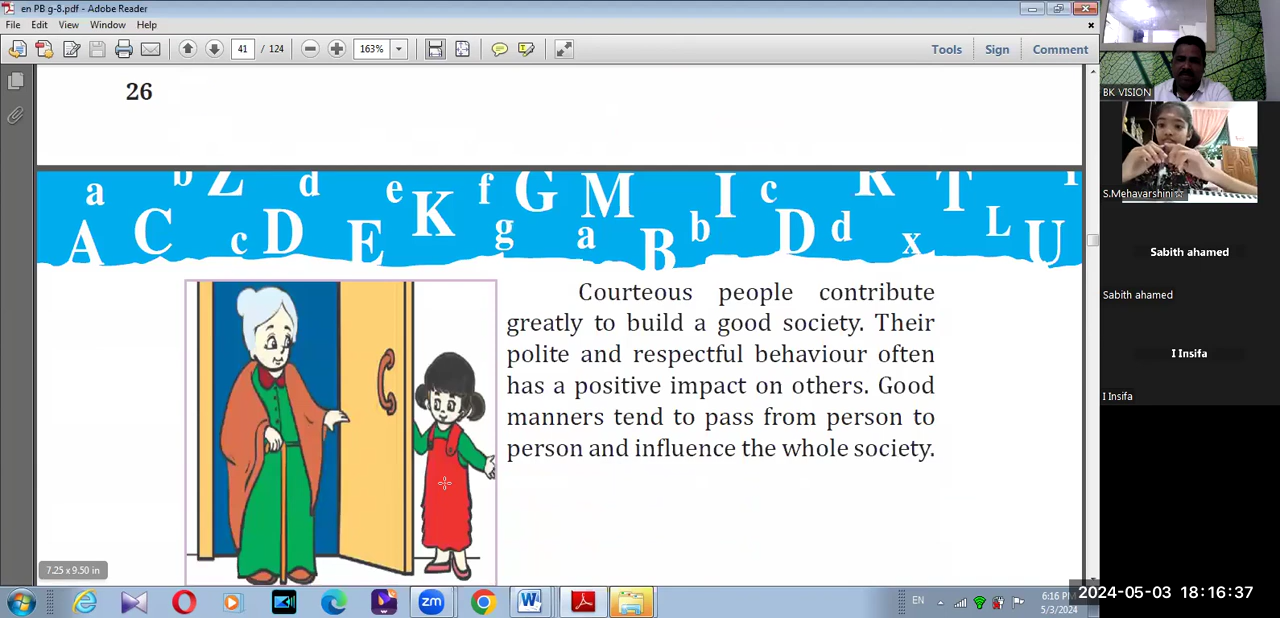 en PB g-8.pdf - Adobe Reader
File Edit View Window Help
41 / 124 163% Tools Sign Comment
26
a b Z d e K f G M I c R T
A C c D E g a B b D d x L U
Courteous people contribute
greatly to build a good society. Their
polite and respectful behaviour often
has a positive impact on others. Good
manners tend to pass from person to
person and influence the whole society.
7.25 x 9.50 in
BK VISION
S.Mehavarshini
Sabith ahamed
Sabith ahamed
I Insifa
I Insifa
zm
EN
6:16 PM
5/3/2024
2024-05-03 18:16:37